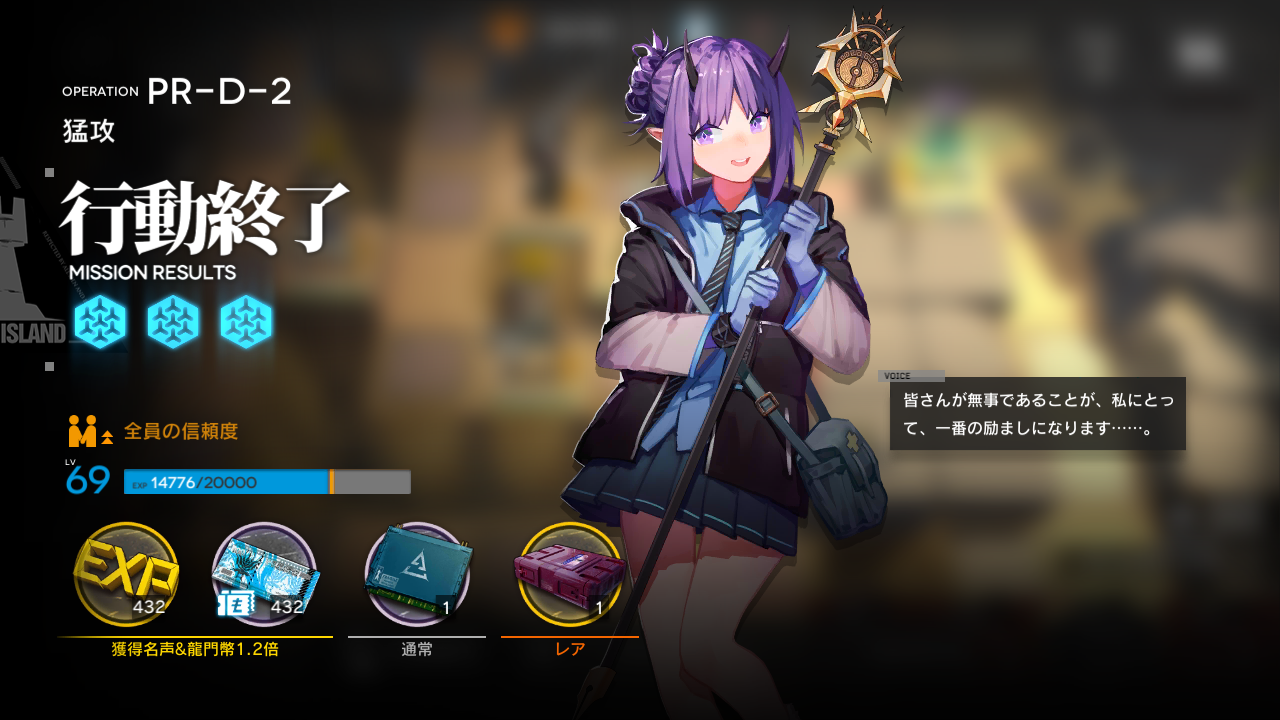 OPERATION PR-D-2
猛攻
行動終了
MISSION RESULTS
ISLAND
全員の信頼度
LV
69
EXP 14776/20000
EXP
432
432
1
1
獲得名声&龍門幣1.2倍
通常
レア
VOICE
皆さんが無事であることが、私にとっ
て、一番の励ましになります……。